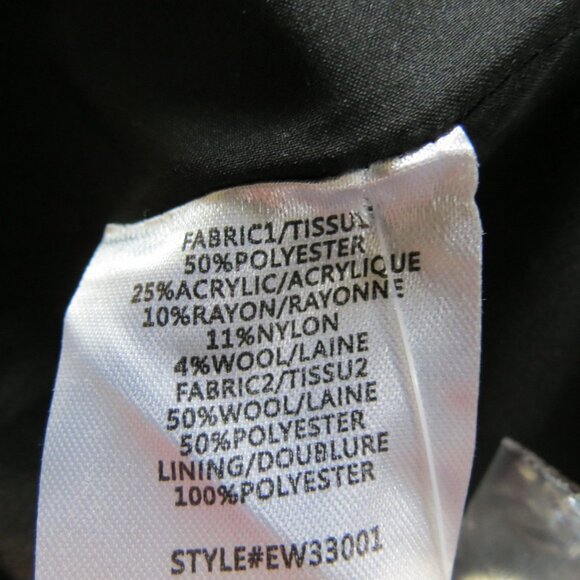 FABRIC1/TISSU1
50%POLYESTER
25%ACRYLIC/ACRYLIQUE
10%RAYON/RAYONNE
11%NYLON
4%WOOL/LAINE
FABRIC2/TISSU2
50%WOOL/LAINE
50%POLYESTER
LINING/DOUBLURE
100%POLYESTER
STYLE#EW33001